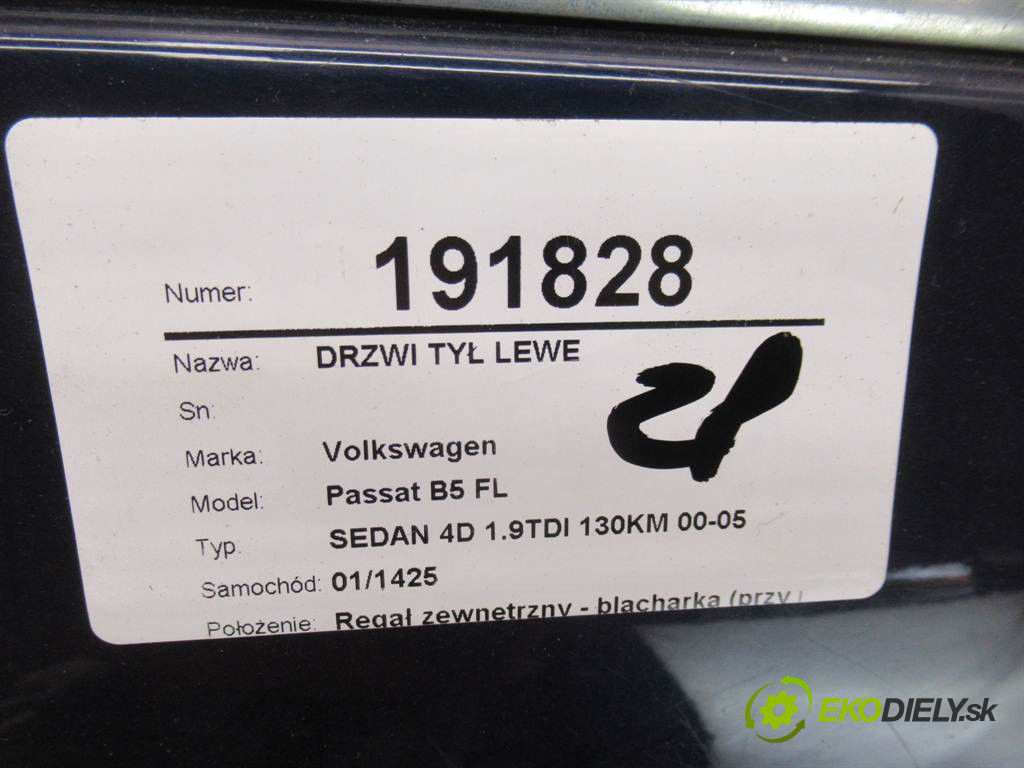 Numer: 191828
Nazwa: DRZWI TYŁ LEWE
Sn:
Marka: Volkswagen
Model: Passat B5 FL
Typ: SEDAN 4D 1.9TDI 130KM 00-05
Samochód: 01/1425
Położenie: Regał zewnetrzny - blacharka (przy
EKODIELY.sk